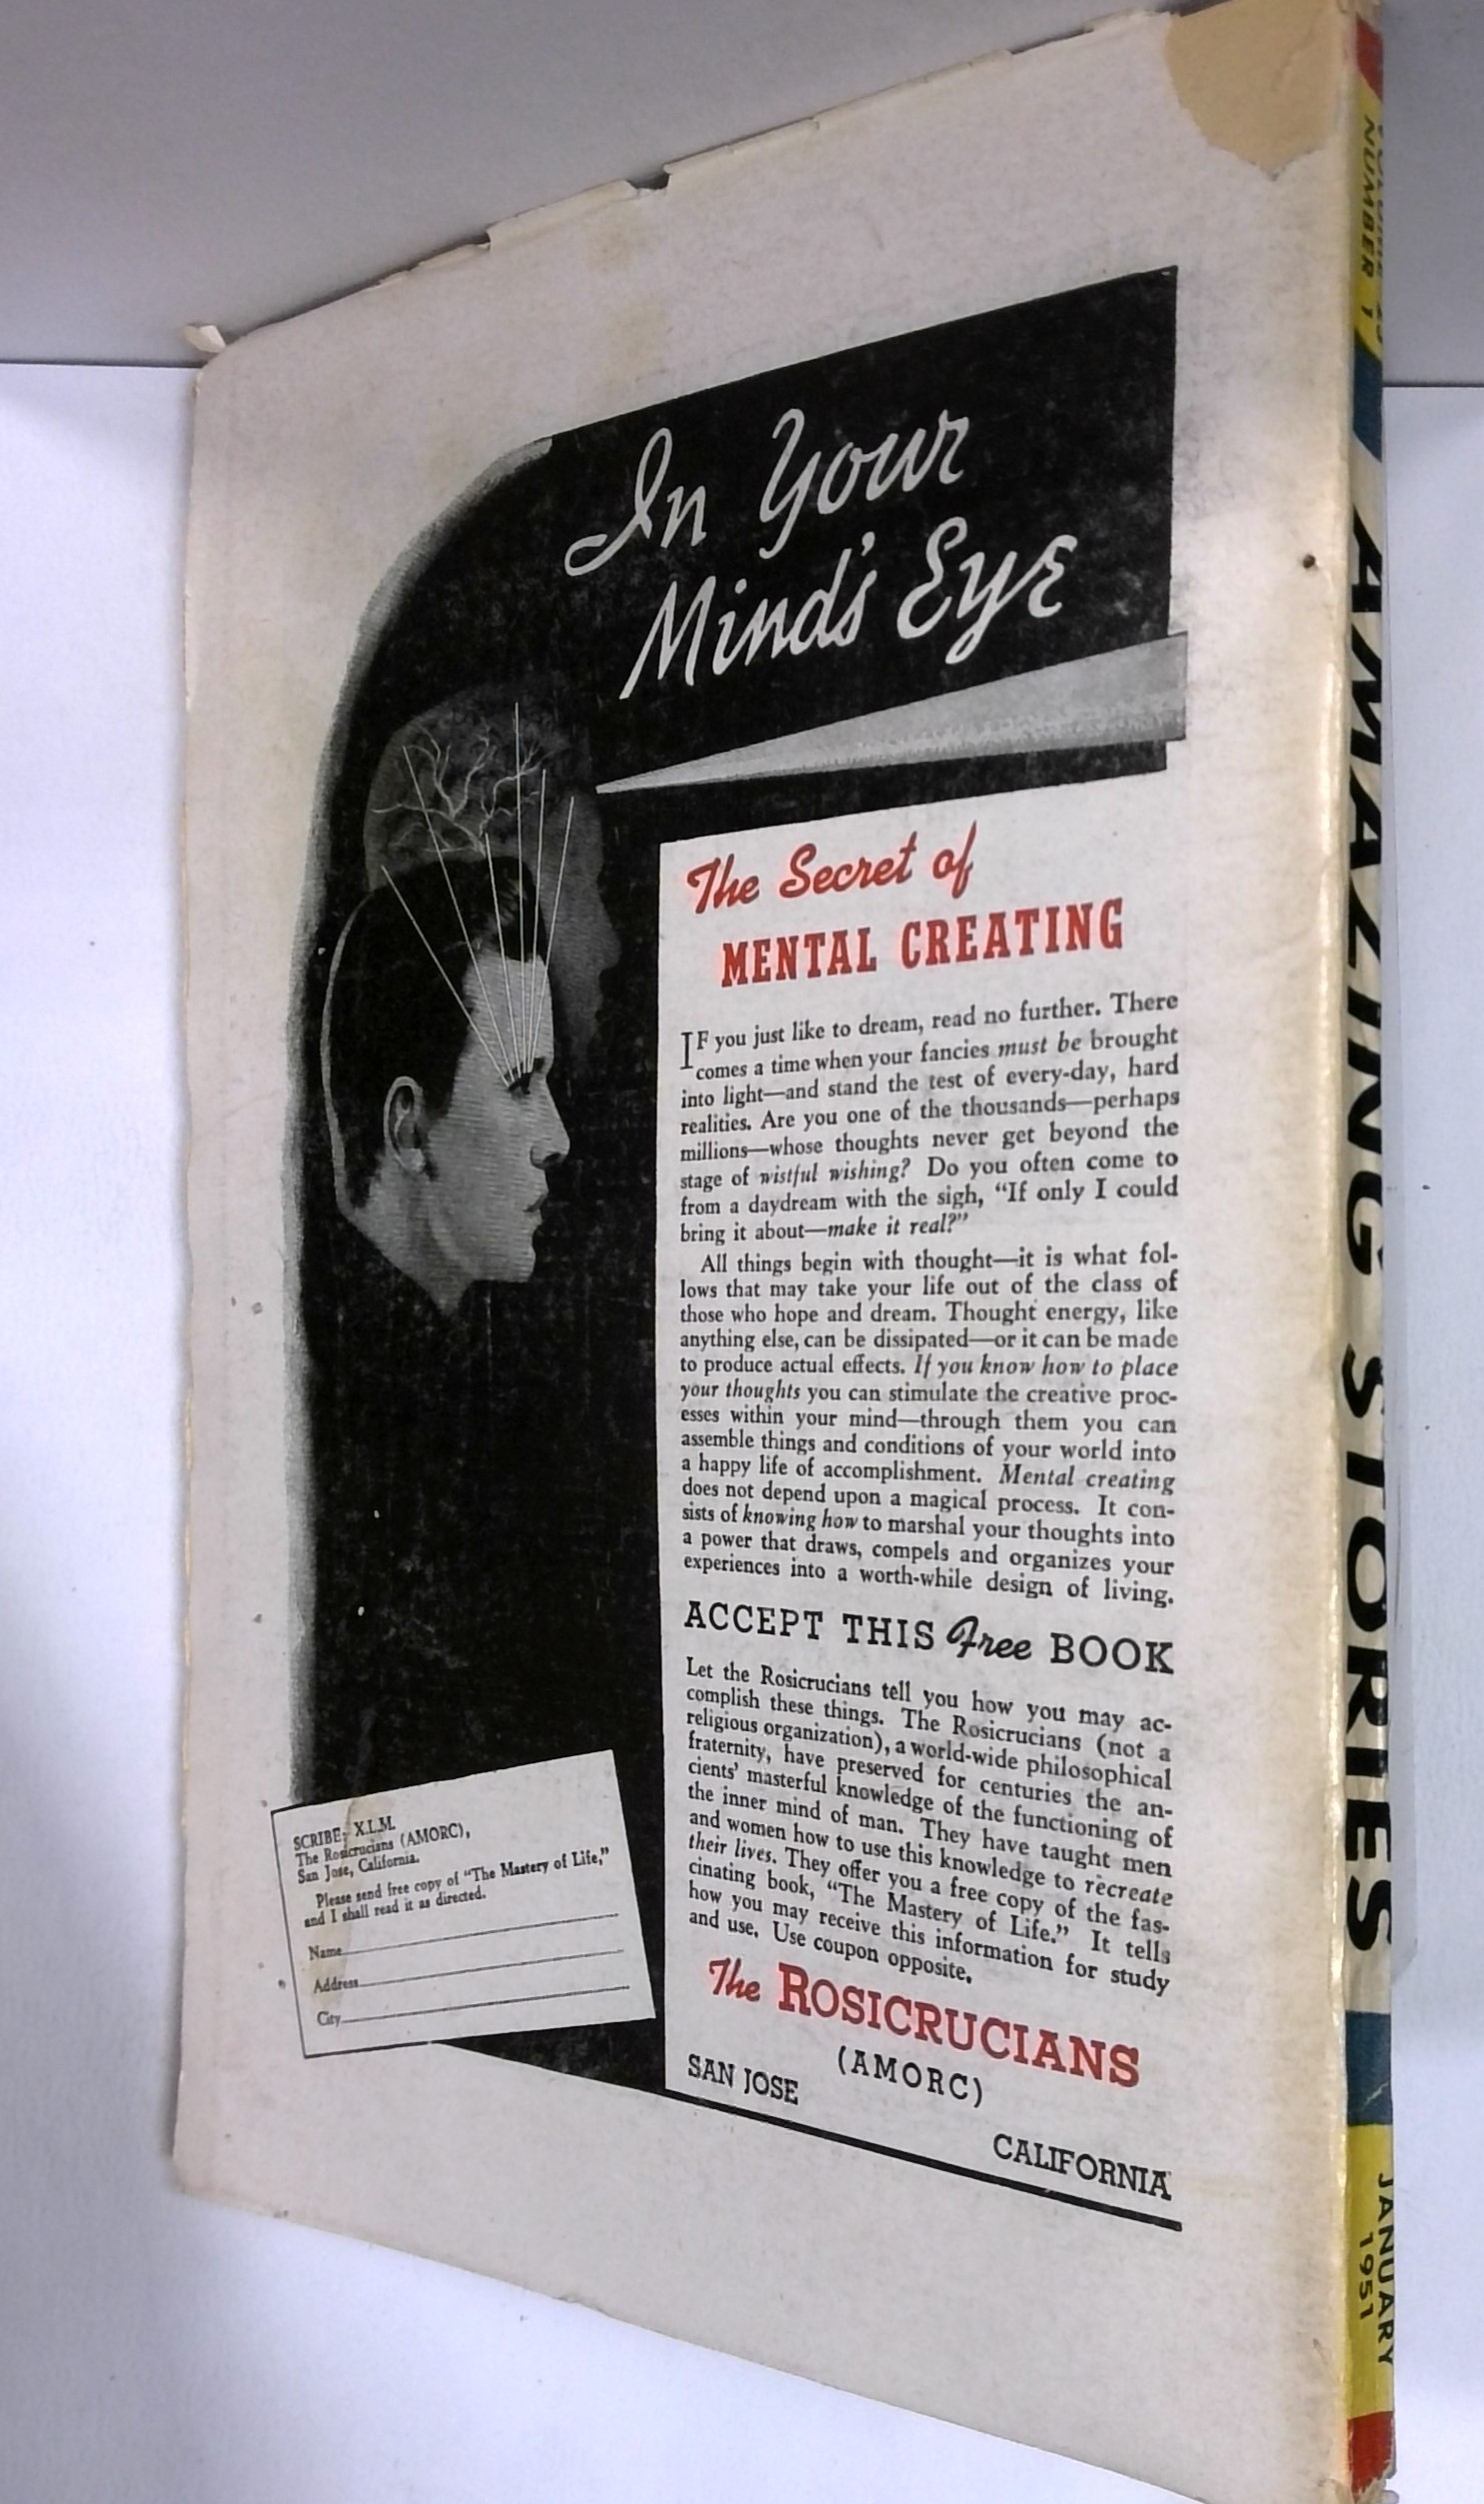 In Your
Mind's Eye
The Secret of
MENTAL CREATING
IF you just like to dream, read no further. There
comes a time when your fancies must be brought
into light—and stand the test of every-day, hard
realities. Are you one of the thousands—perhaps
millions—whose thoughts never get beyond the
stage of wistful wishing? Do you often come to
from a daydream with the sigh, “If only I could
bring it about—make it real?”
All things begin with thought—it is what fol-
lows that may take your life out of the class of
those who hope and dream. Thought energy, like
anything else, can be dissipated—or it can be made
to produce actual effects. If you know how to place
your thoughts you can stimulate the creative proc-
esses within your mind—through them you can
assemble things and conditions of your world into
a happy life of accomplishment. Mental creating
does not depend upon a magical process. It con-
sists of knowing how to marshal your thoughts into
a power that draws, compels and organizes your
experiences into a worth-while design of living.
ACCEPT THIS Free BOOK
Let the Rosicrucians tell you how you may ac-
complish these things. The Rosicrucians (not a
religious organization), a world-wide philosophical
fraternity, have preserved for centuries the an-
cients' masterful knowledge of the functioning of
the inner mind of man. They have taught men
and women how to use this knowledge to recreate
their lives. They offer you a free copy of the fas-
cinating book, “The Mastery of Life.” It tells
how you may receive this information for study
and use. Use coupon opposite.
The ROSICRUCIANS
(AMORC)
SAN JOSE
CALIFORNIA
SCRIBE: X.L.M.
The Rosicrucians (AMORC),
San Jose, California.
Please send free copy of “The Mastery of Life,”
and I shall read it as directed.
Name
Address
City
NUMBER 1
AMAZING STORIES
JANUARY
1951